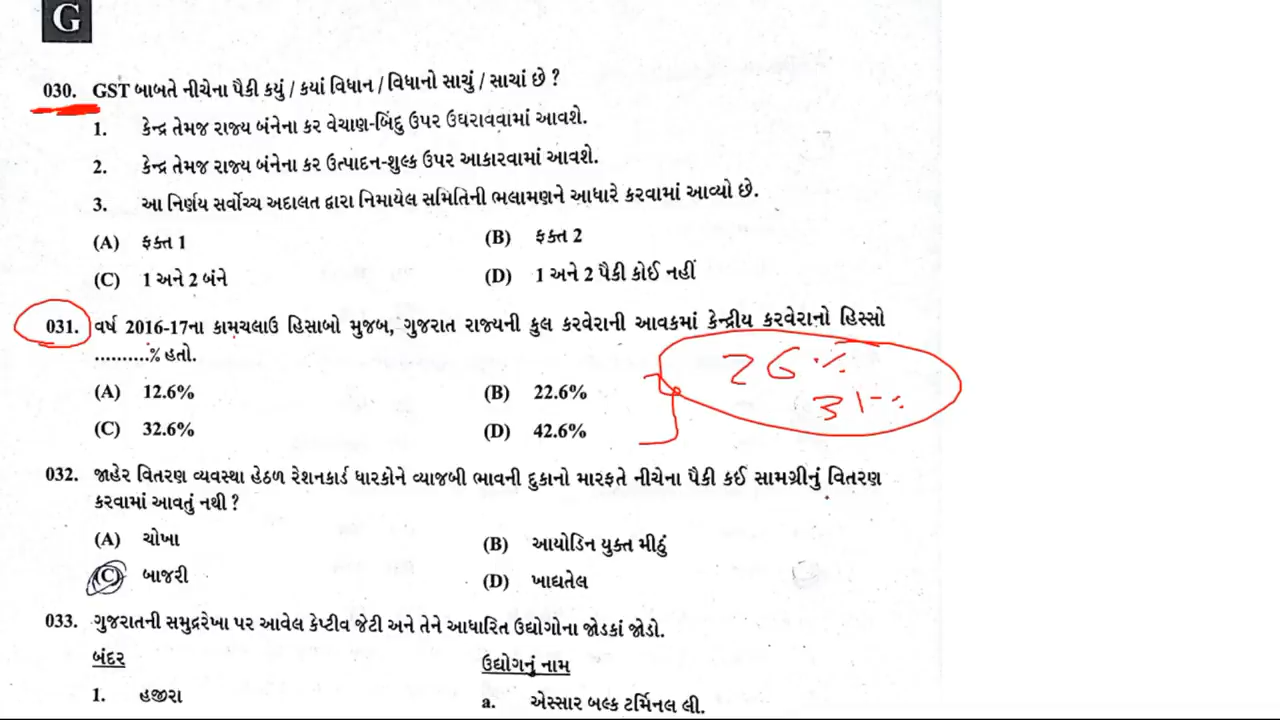 G
030. GST બાબતે નીચેના પૈકી કયું / કયાં વિધાન / વિધાનો સાચું / સાચાં છે ?
1. કેન્દ્ર તેમજ રાજ્ય બંનેના કર વેચાણ-બિંદુ ઉપર ઉઘરાવવામાં આવશે.
2. કેન્દ્ર તેમજ રાજ્ય બંનેના કર ઉત્પાદન-શુલ્ક ઉપર આકારવામાં આવશે.
3. આ નિર્ણય સર્વોચ્ચ અદાલત દ્વારા નિમાયેલ સમિતિની ભલામણને આધારે કરવામાં આવ્યો છે.
(A) ફક્ત 1 (B) ફક્ત 2
(C) 1 અને 2 બંને (D) 1 અને 2 પૈકી કોઈ નહીં
031. વર્ષ 2016-17ના કામચલાઉ હિસાબો મુજબ, ગુજરાત રાજ્યની કુલ કરવેરાની આવકમાં કેન્દ્રીય કરવેરાનો હિસ્સો
..........% હતો.
26%
(A) 12.6% (B) 22.6%
31%
(C) 32.6% (D) 42.6%
032. જાહેર વિતરણ વ્યવસ્થા હેઠળ રેશનકાર્ડ ધારકોને વ્યાજબી ભાવની દુકાનો મારફતે નીચેના પૈકી કઈ સામગ્રીનું વિતરણ
કરવામાં આવતું નથી ?
(A) ચોખા (B) આયોડિન યુક્ત મીઠું
(C) બાજરી (D) ખાદ્યતેલ
033. ગુજરાતની સમુદ્રરેખા પર આવેલ કેપ્ટીવ જેટી અને તેને આધારિત ઉદ્યોગોના જોડકાં જોડો.
બંદર ઉદ્યોગનું નામ
1. હજીરા a. એસ્સાર બલ્ક ટર્મિનલ લી.